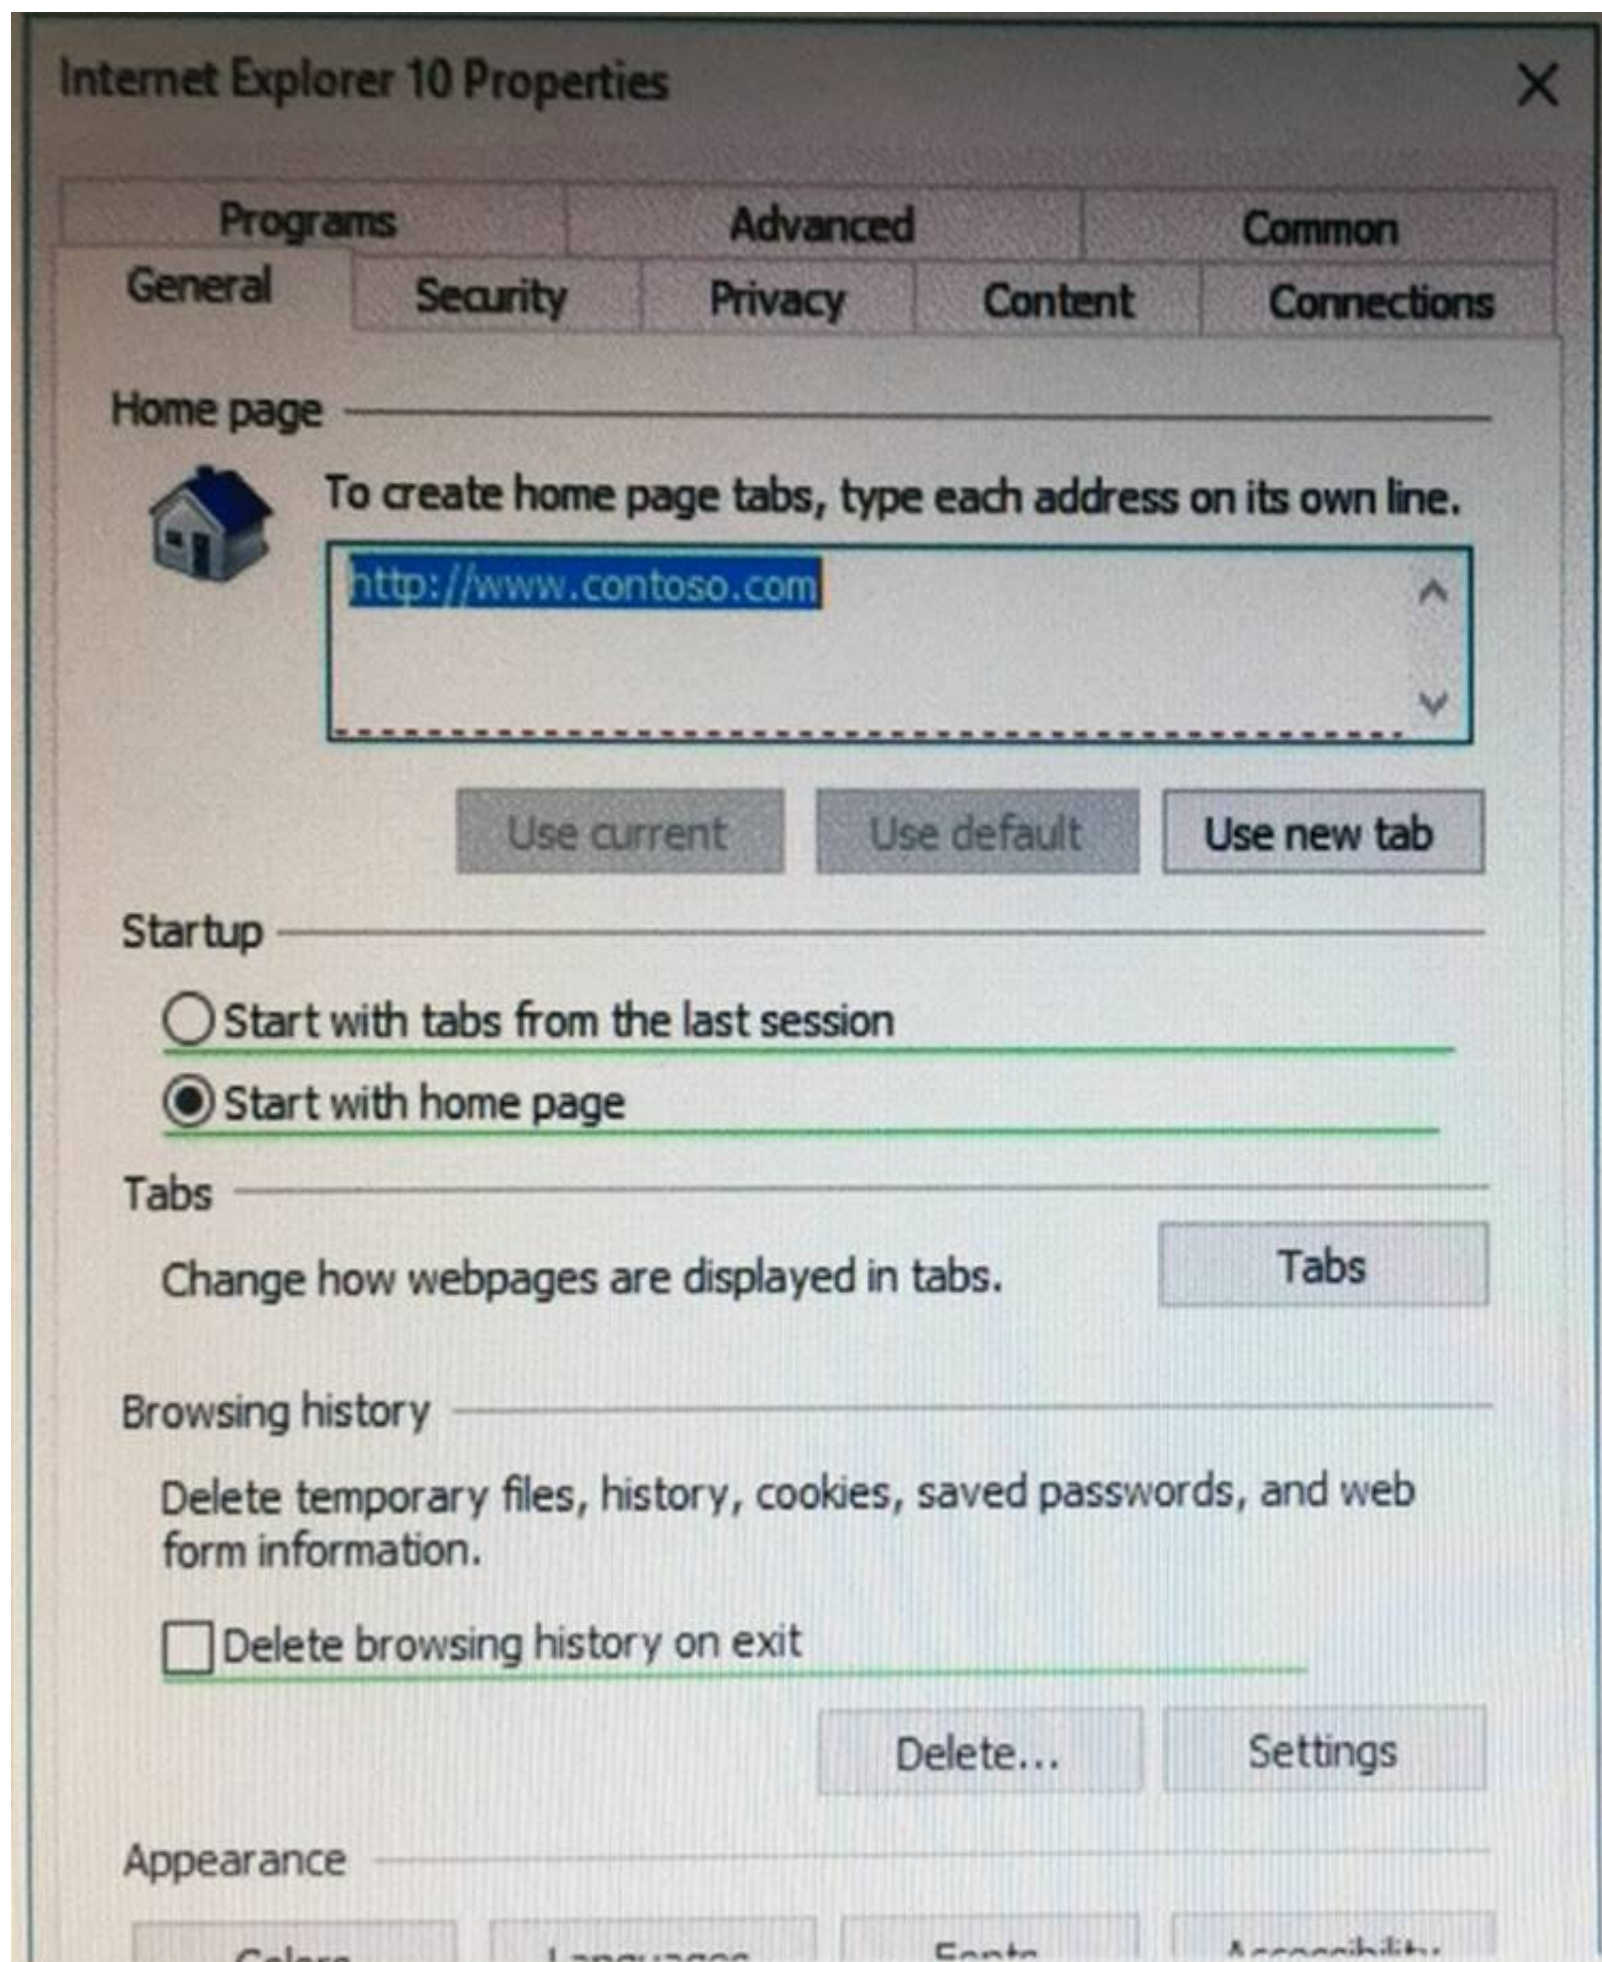 Internet Explorer 10 Properties
Programs Advanced Common
General Security Privacy Content Connections
Home page
To create home page tabs, type each address on its own line.
http://www.contoso.com
Use current Use default Use new tab
Startup
Start with tabs from the last session
Start with home page
Tabs
Change how webpages are displayed in tabs.
Tabs
Browsing history
Delete temporary files, history, cookies, saved passwords, and web
form information.
Delete browsing history on exit
Delete... Settings
Appearance
Colors Languages Fonts Accessibility